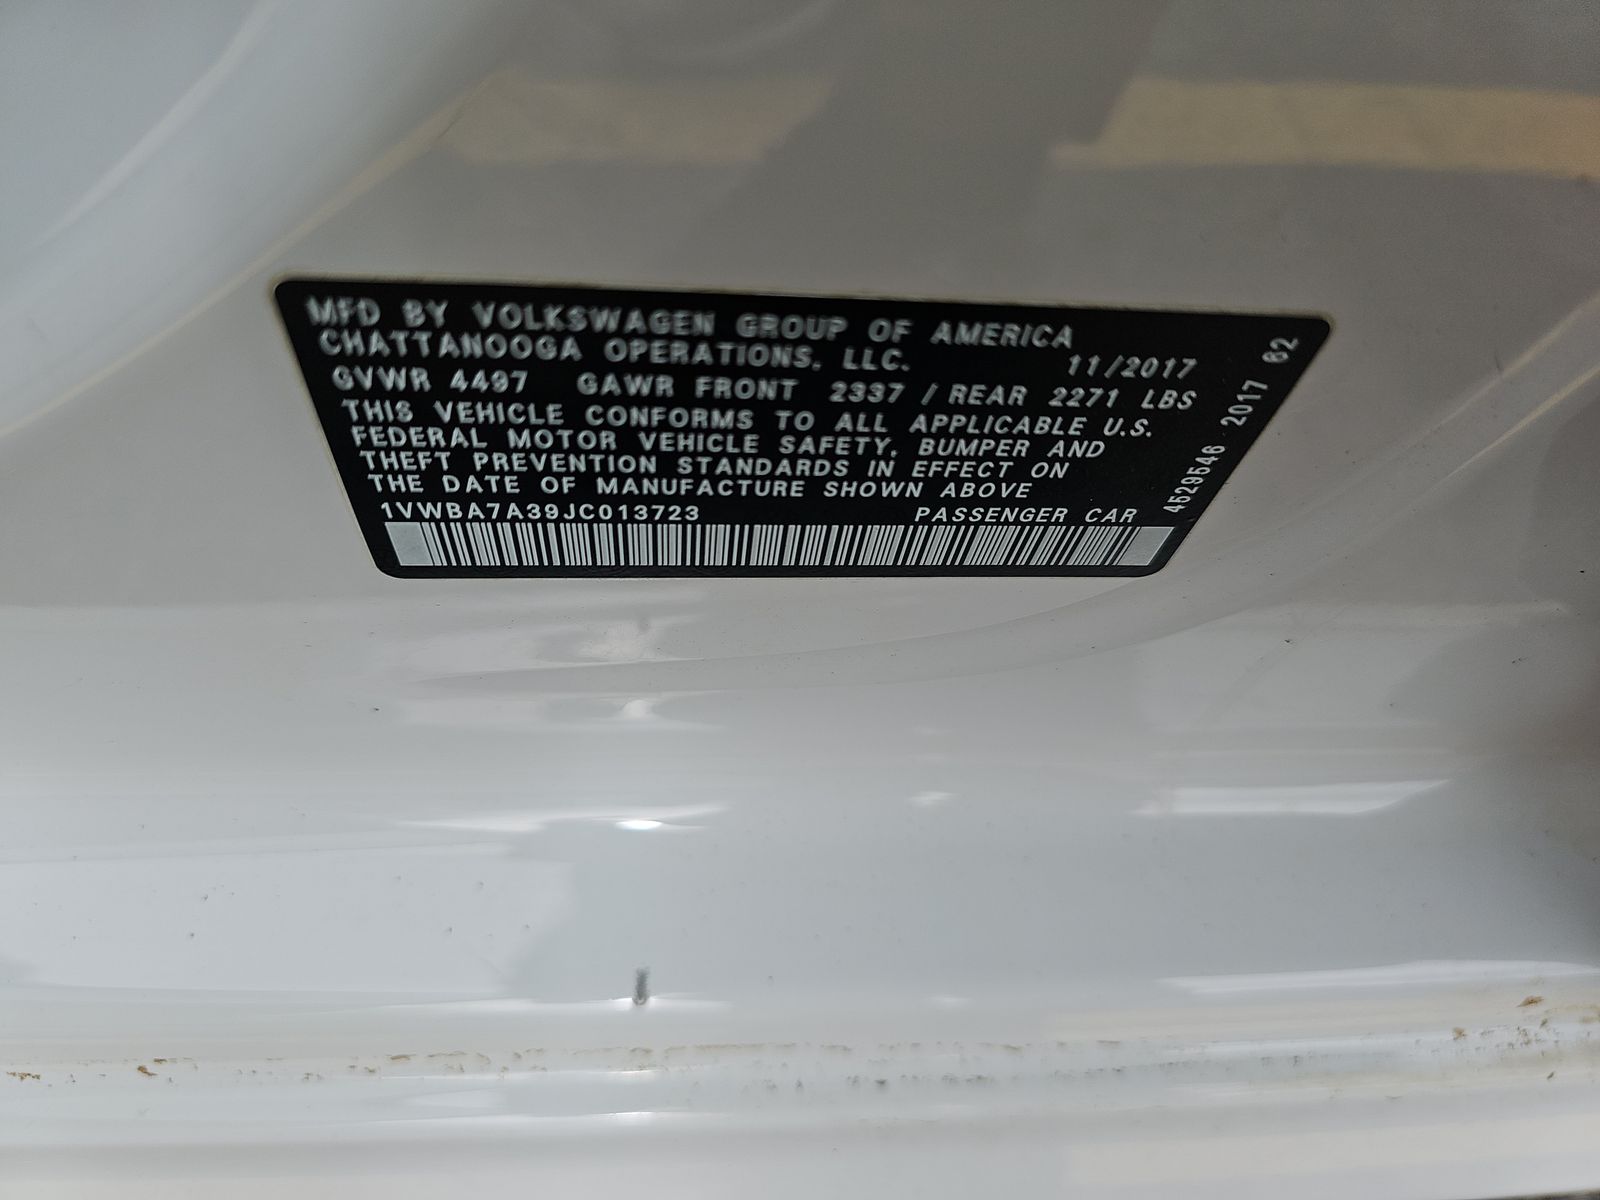 MFD BY VOLKSWAGEN GROUP OF AMERICA
CHATTANOOGA OPERATIONS, LLC. 11/2017
GVWR 4497 GAWR FRONT 2337 / REAR 2271 LBS
THIS VEHICLE CONFORMS TO ALL APPLICABLE U.S.
FEDERAL MOTOR VEHICLE SAFETY, BUMPER AND
THEFT PREVENTION STANDARDS IN EFFECT ON
THE DATE OF MANUFACTURE SHOWN ABOVE
1VWBA7A39JC013723 PASSENGER CAR
4529546 2017 62